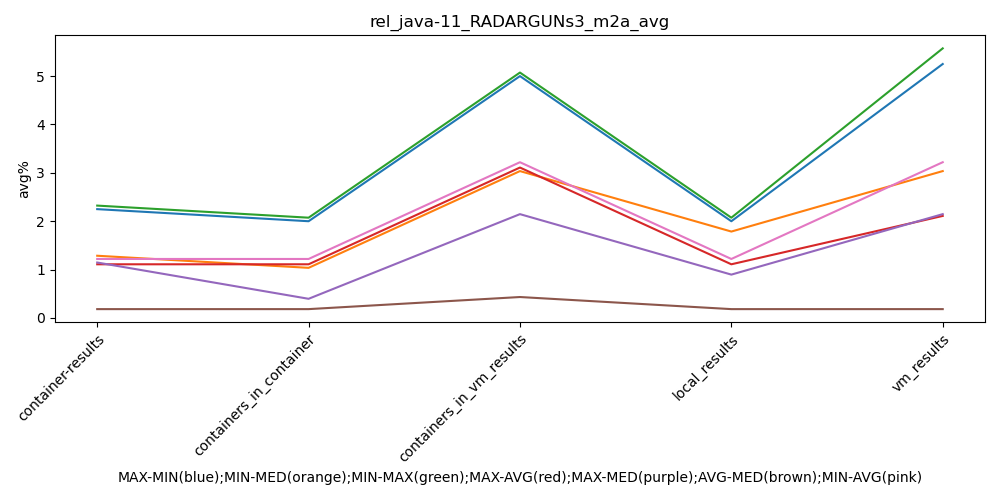 rel_java-11_RADARGUNs3_m2a_avg
avg%
5
4
3
2
1
0
container-results
containers_in_container
containers_in_vm_results
local_results
vm_results
MAX-MIN(blue);MIN-MED(orange);MIN-MAX(green);MAX-AVG(red);MAX-MED(purple);AVG-MED(brown);MIN-AVG(pink)